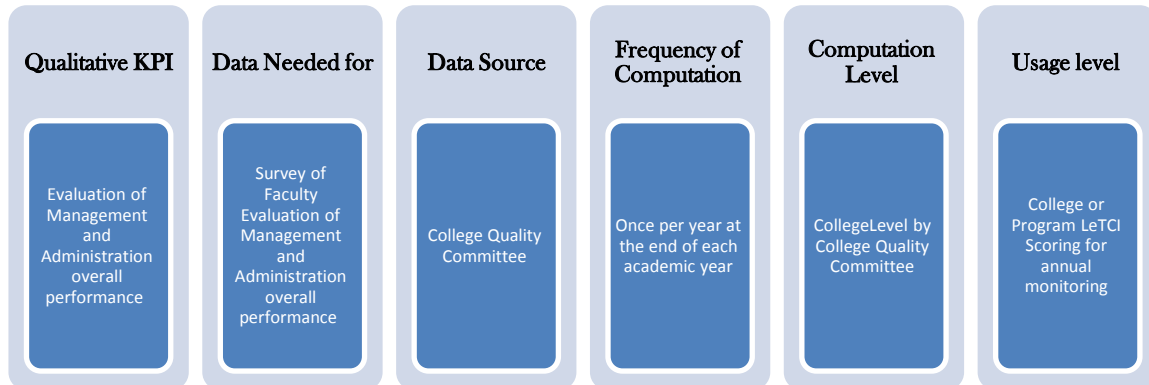 Qualitative KPI
Evaluation of
Management
and
Administration
overall
performance
Data Needed for
Survey of
Faculty
Evaluation of
Management
and
Administration
overall
performance
Data Source
College Quality
Committee
Frequency of
Computation
Once per year at
the end of each
academic year
Computation
Level
CollegeLevel by
College Quality
Committee
Usage level
College or
Program LeTCI
Scoring for
annual
monitoring